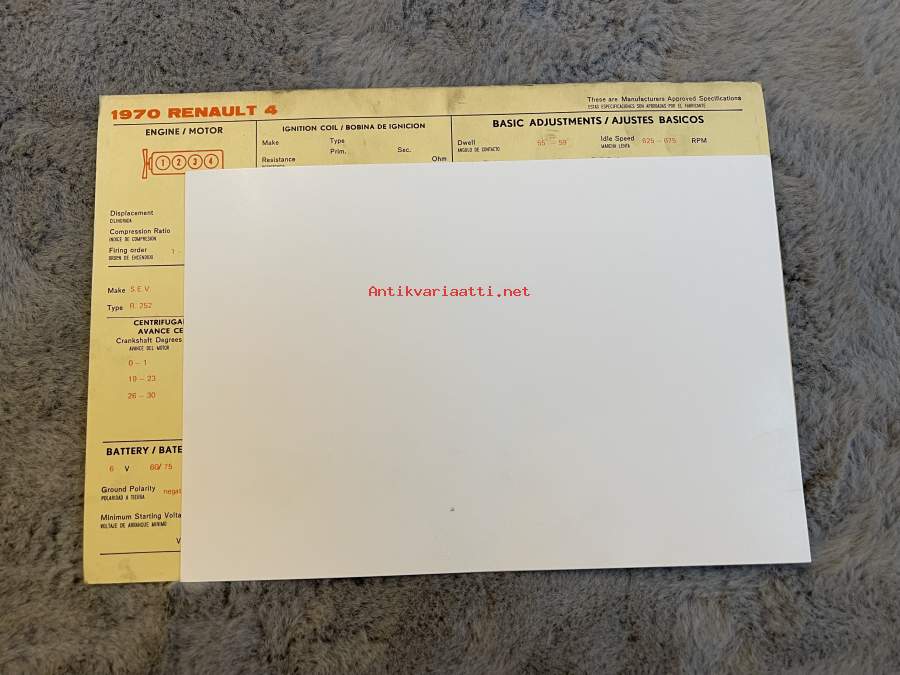 1970 RENAULT 4
These are Manufacturers Approved Specifications
ESTAS ESPECIFICACIONES SON APROBADAS POR EL FABRICANTE
ENGINE / MOTOR
1 2 3 4
Displacement
CILINDRADA
Compression Ratio
INDICE DE COMPRESION
Firing order 1 -
ORDEN DE ENCENDIDO
IGNITION COIL / BOBINA DE IGNICION
Make Type
Prim. Sec.
Resistance Ohm
BASIC ADJUSTMENTS / AJUSTES BASICOS
Dwell 55 - 59
ANGULO DE CONTACTO
Idle Speed 625 - 675 RPM
MARCHA LENTA
Make S.E.V.
Type R 252
CENTRIFUGA
AVANCE CE
Crankshaft Degrees
AVANCE DEL MOTOR
0 - 1
19 - 23
26 - 30
BATTERY / BATE
6 V 60/75
Ground Polarity negat
POLARIDAD A TIERRA
Minimum Starting Volta
VOLTAJE DE ARRANQUE MINIMO
V
Antikvariaatti.net